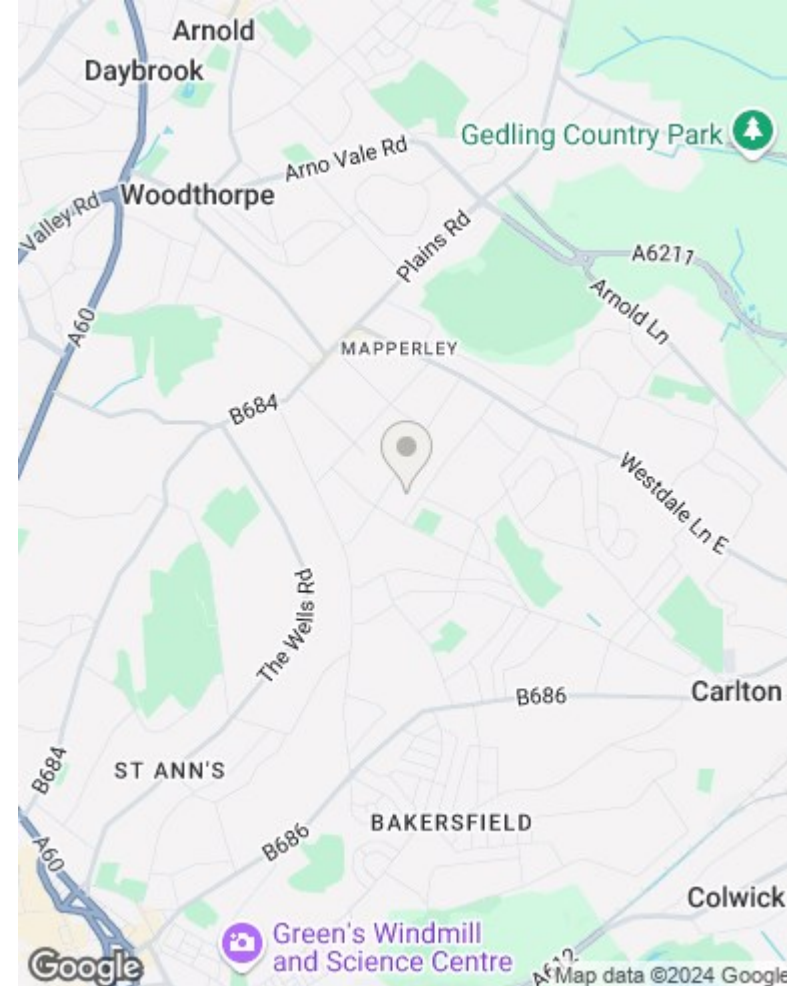 Arnold
Daybrook
Gedling Country Park
Arno Vale Rd
Woodthorpe
Valley Rd
Plains Rd
A6211
Arnold Ln
A60
MAPPERLEY
B684
Westdale Ln E
The Wells Rd
B686
Carlton
B684
ST ANN'S
BAKERSFIELD
B686
A60
Colwick
Green's Windmill
and Science Centre
A612
Google
Map data ©2024 Google